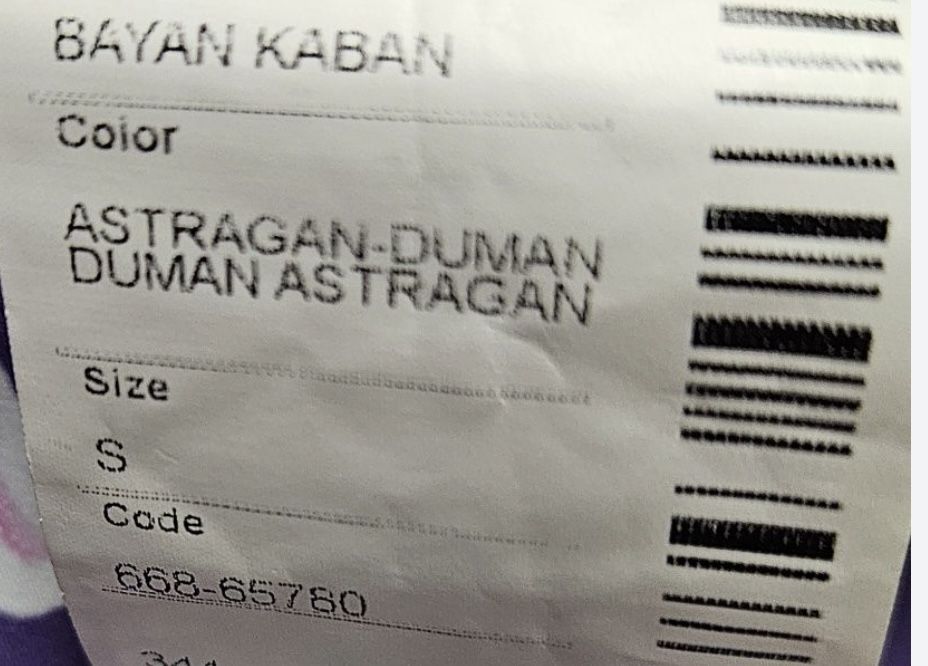 BAYAN KABAN
Color
ASTRAGAN-DUMAN
DUMAN ASTRAGAN
Size
S
Code
668-65780